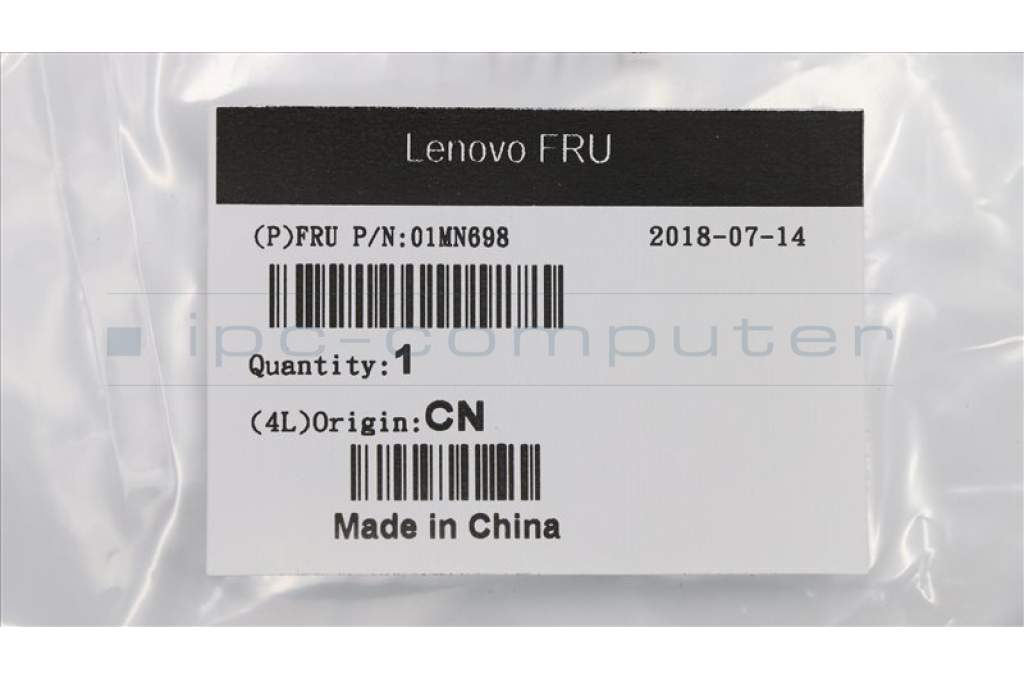 Lenovo FRU
(P)FRU P/N:01MN698 2018-07-14
ipc-computer
Quantity:1
(4L)Origin:CN
Made in China